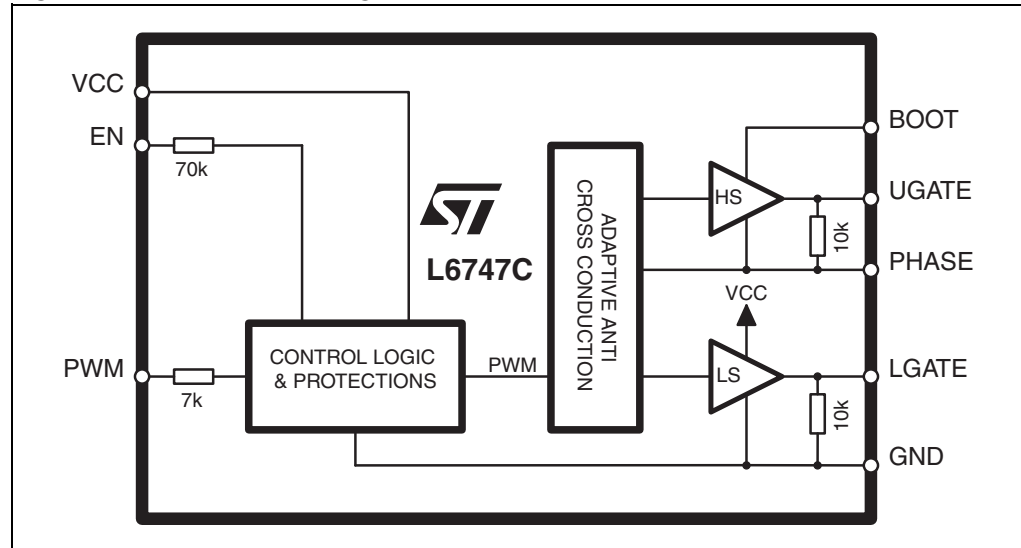 VCC
EN
70k
ST
L6747C
PWM
7k
CONTROL LOGIC
& PROTECTIONS
PWM
ADAPTIVE ANTI
CROSS CONDUCTION
HS
VCC
LS
10k
10k
BOOT
UGATE
PHASE
LGATE
GND